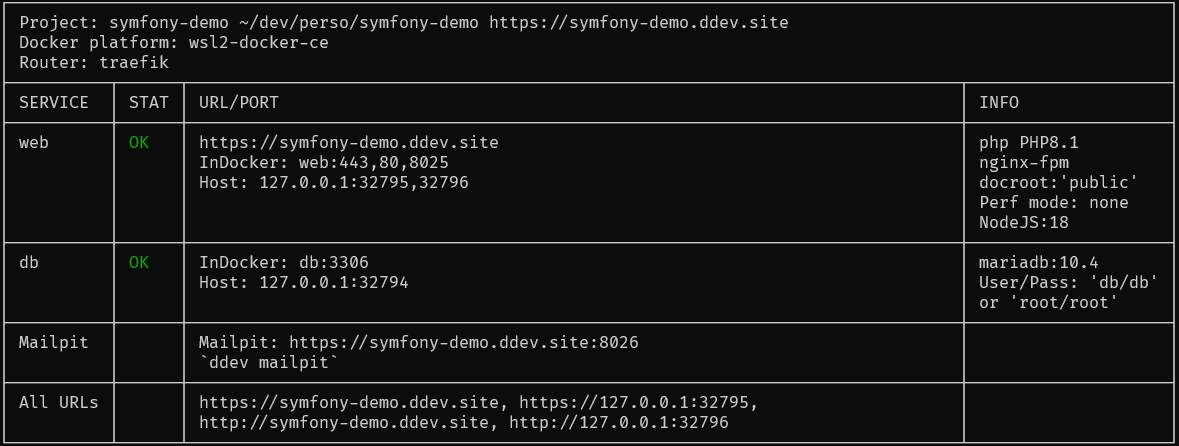 Project: symfony-demo ~/dev/perso/symfony-demo https://symfony-demo.ddev.site
Docker platform: wsl2-docker-ce
Router: traefik
SERVICE STAT URL/PORT INFO
web OK https://symfony-demo.ddev.site php PHP8.1
InDocker: web:443,80,8025 nginx-fpm
Host: 127.0.0.1:32795,32796 docroot:'public'
Perf mode: none
NodeJS:18
db OK InDocker: db:3306 mariadb:10.4
Host: 127.0.0.1:32794 User/Pass: 'db/db'
or 'root/root'
Mailpit Mailpit: https://symfony-demo.ddev.site:8026
`ddev mailpit`
All URLs https://symfony-demo.ddev.site, https://127.0.0.1:32795,
http://symfony-demo.ddev.site, http://127.0.0.1:32796